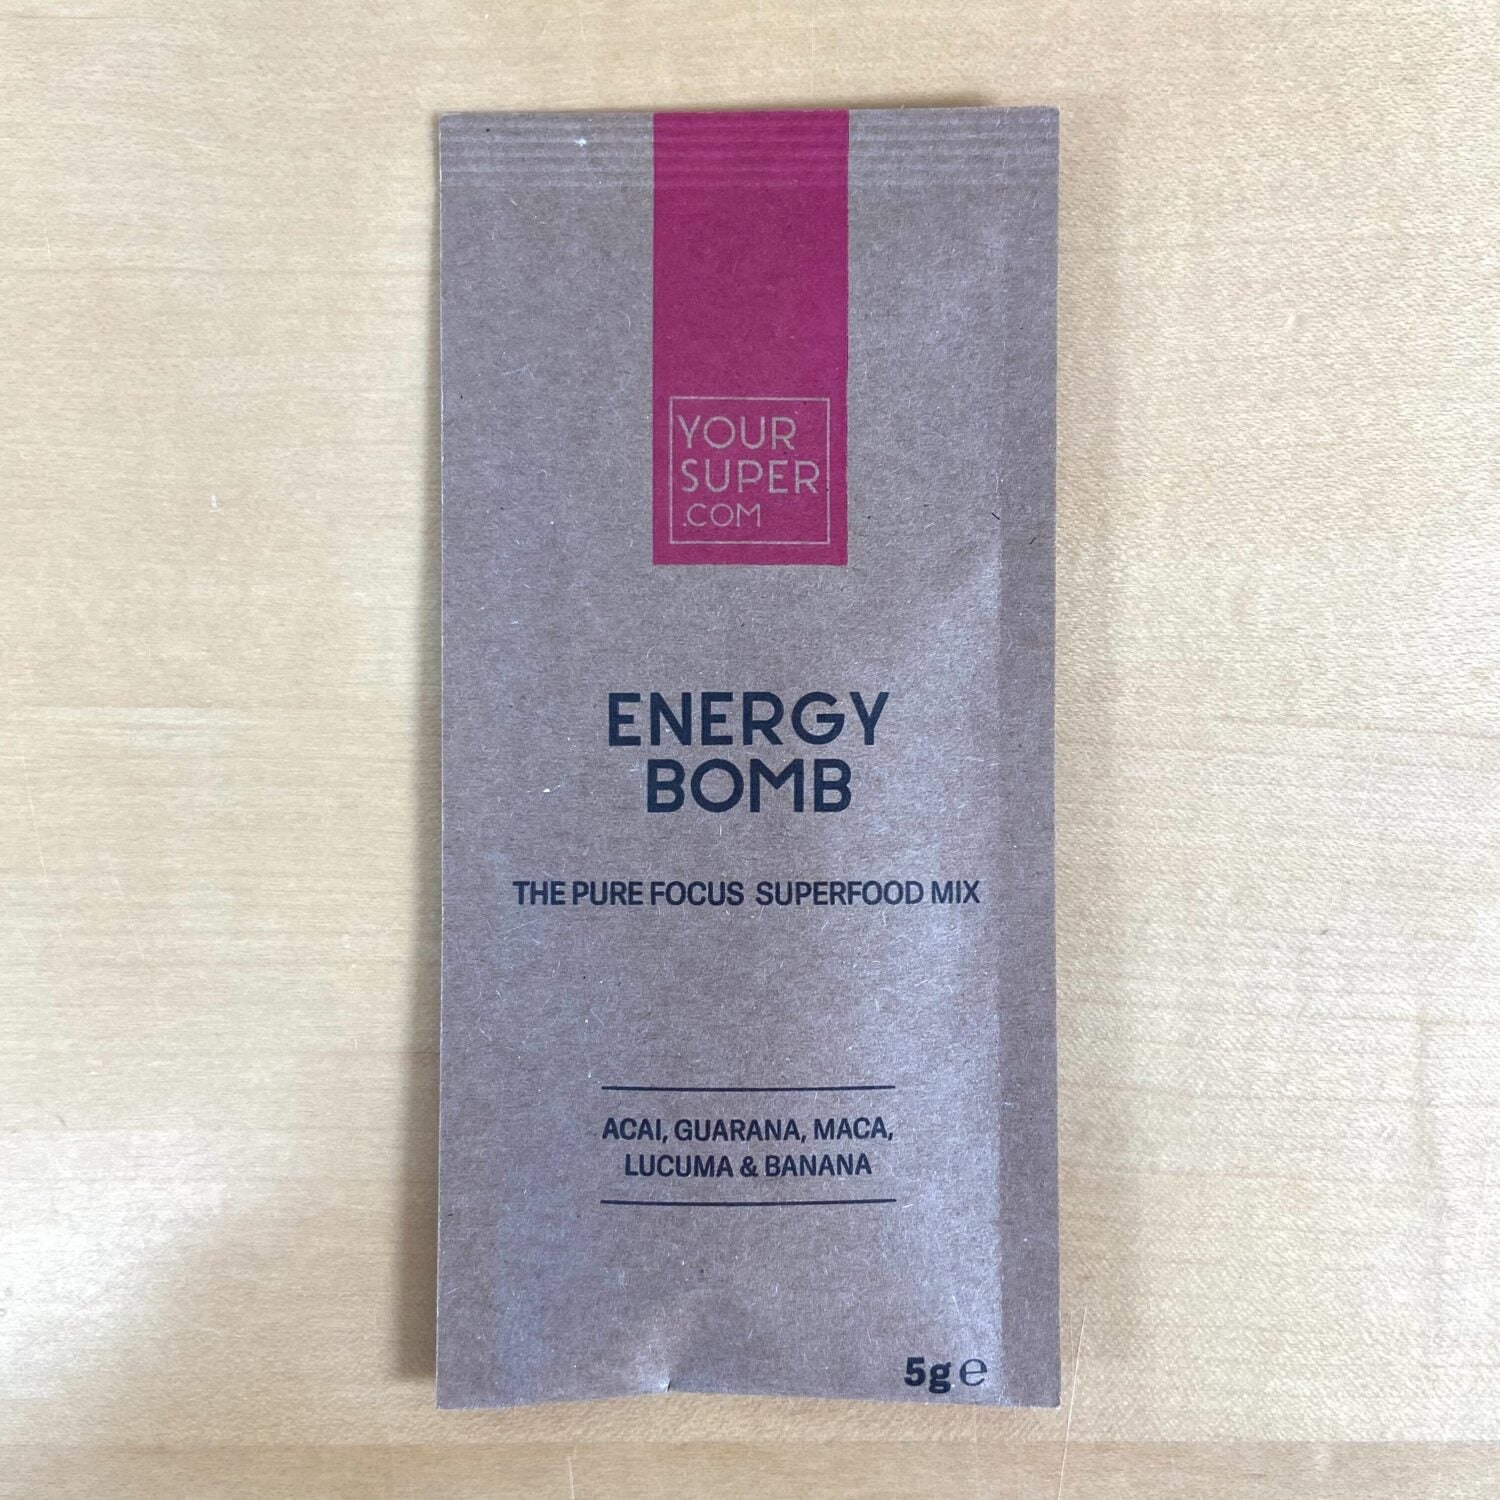 YOUR
SUPER
.COM
ENERGY
BOMB
THE PURE FOCUS SUPERFOOD MIX
ACAI, GUARANA, MACA,
LUCUMA & BANANA
5g ℮